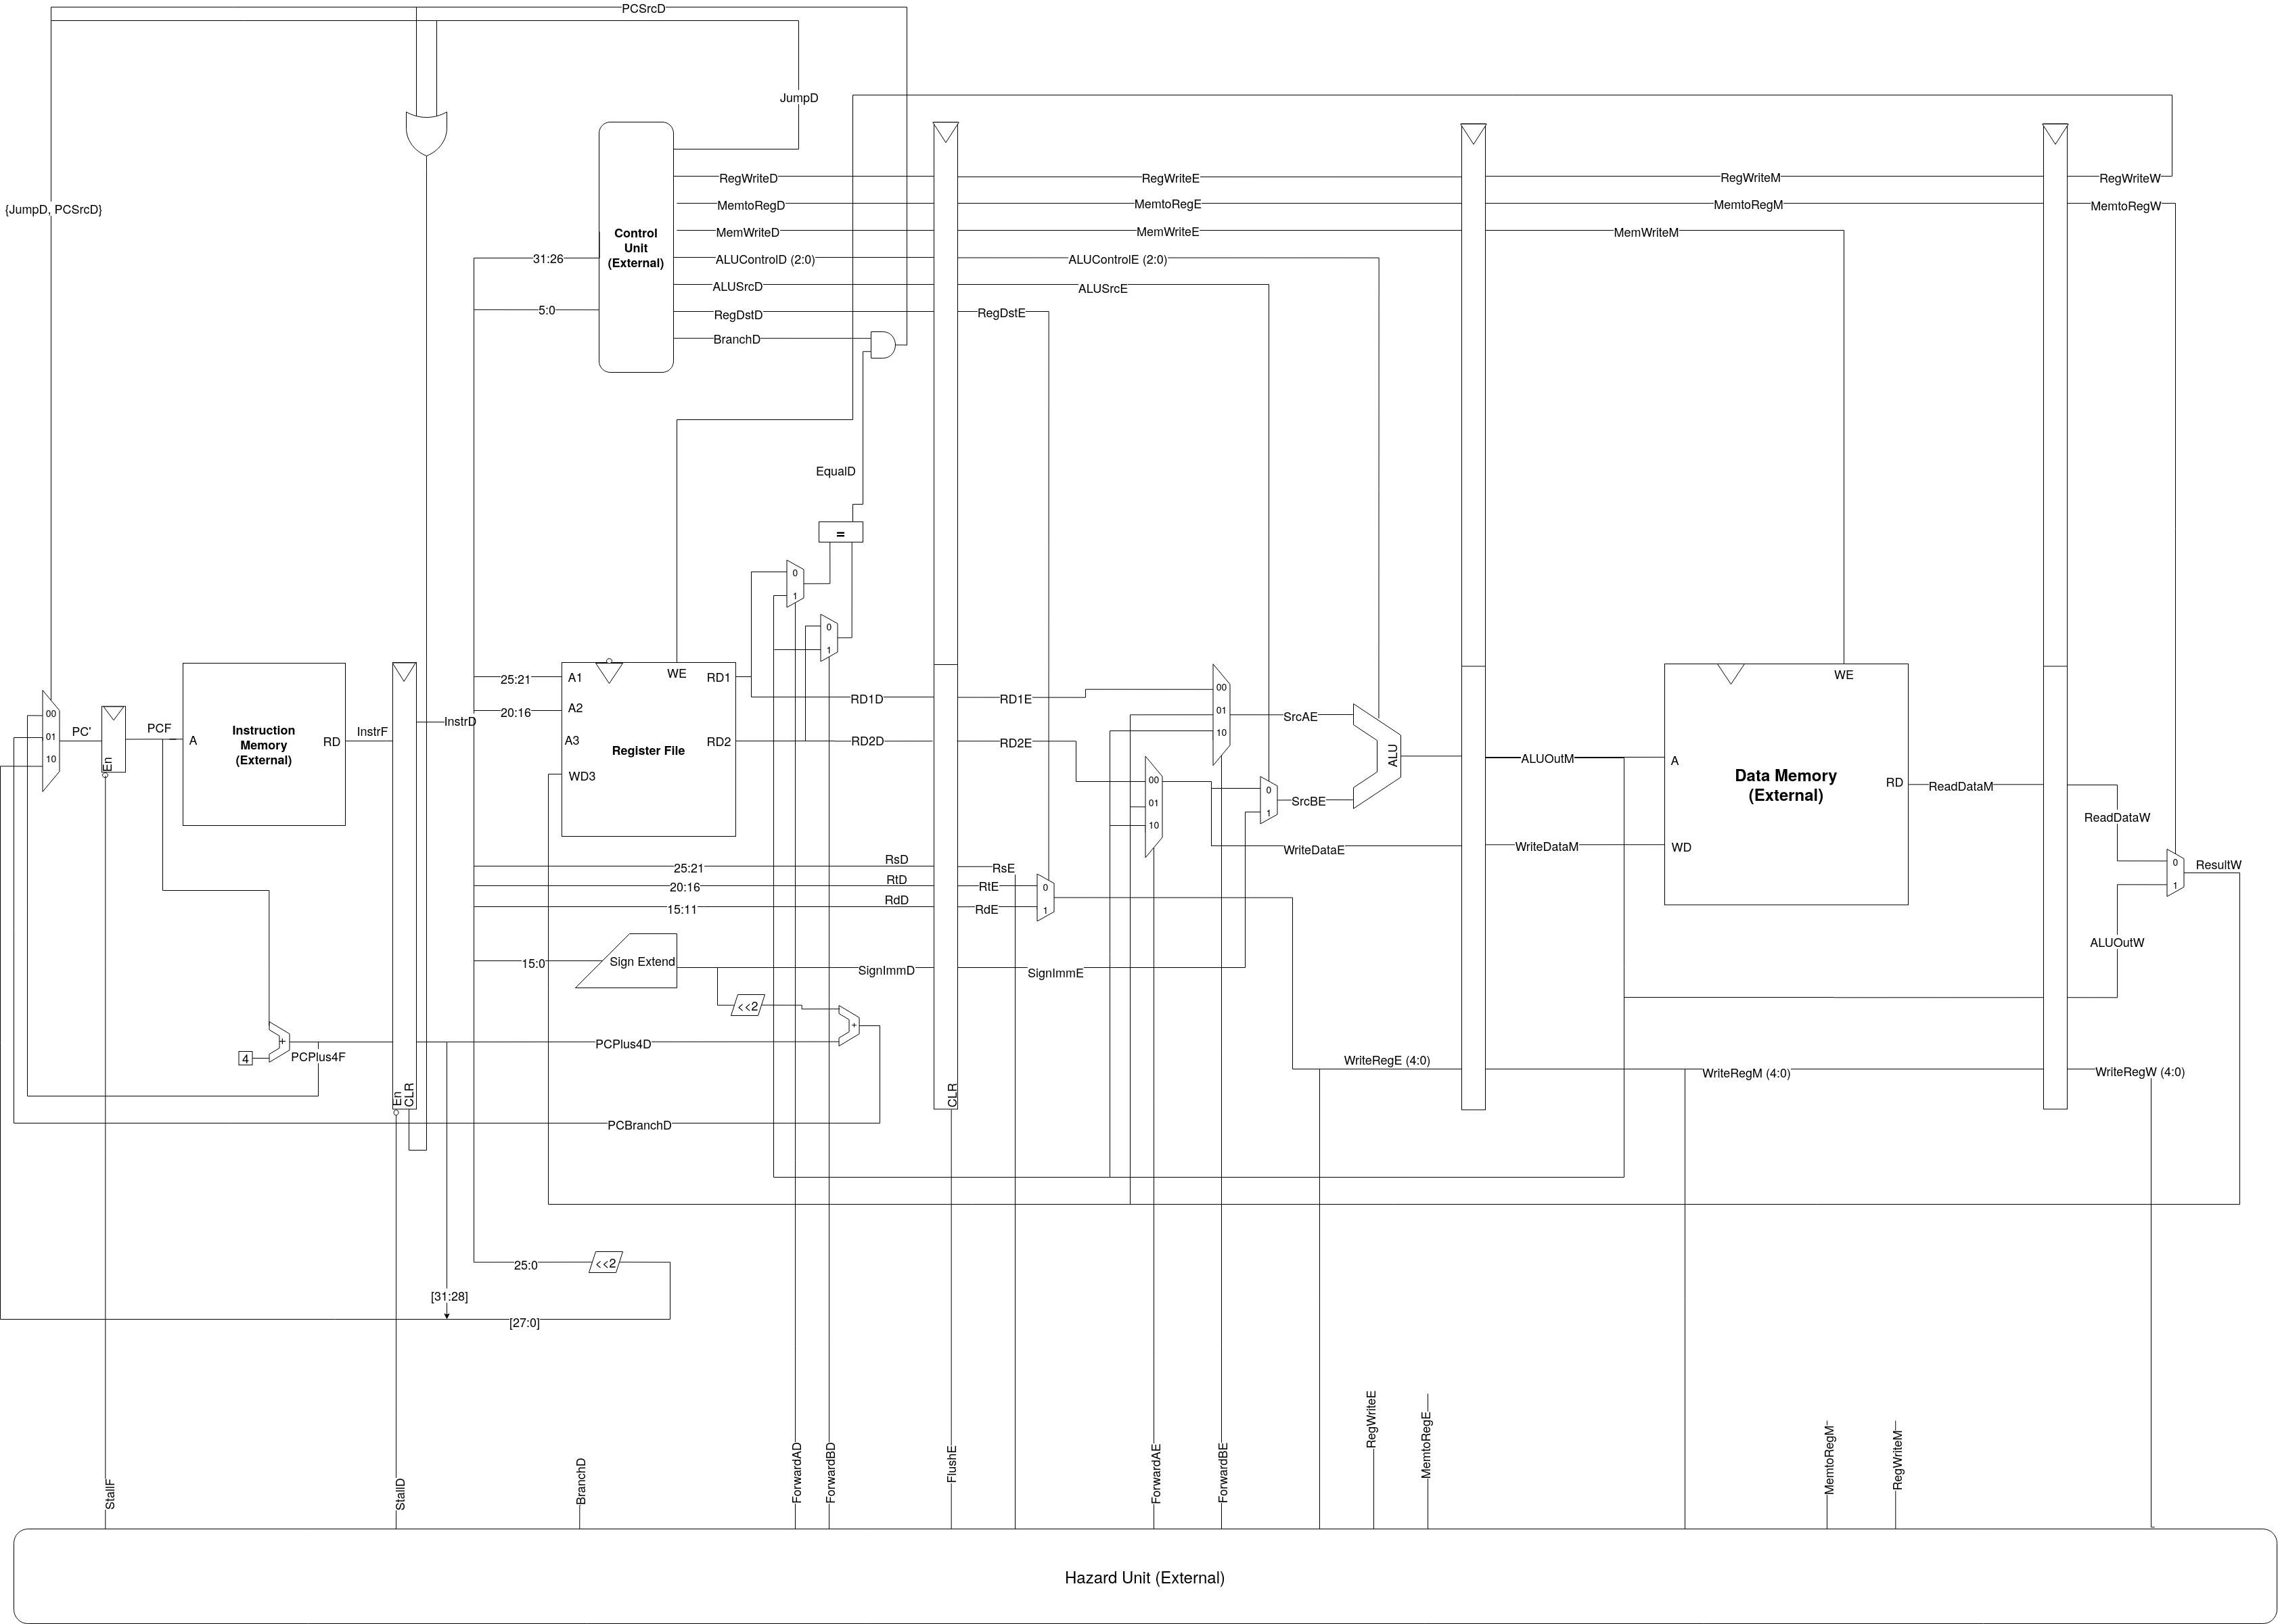 PCSrcD
JumpD
{JumpD, PCSrcD}
RegWriteD
RegWriteE
RegWriteM
RegWriteW
MemtoRegD
MemtoRegE
MemtoRegM
MemtoRegW
Control
Unit
(External)
MemWriteD
MemWriteE
MemWriteM
31:26
ALUControlD (2:0)
ALUControlE (2:0)
ALUSrcD
ALUSrcE
5:0
RegDstD
RegDstE
BranchD
EqualD
=
0
1
0
1
25:21
A1
WE
RD1
20:16
A2
A3
RD2
WD3
Register File
RD1D
RD1E
RD2D
RD2E
00
01
10
PC'
En
PCF
A
Instruction
Memory
(External)
RD
InstrF
InstrD
00
01
10
00
01
10
SrcAE
0
1
SrcBE
ALU
WriteDataE
ALUOutM
WriteDataM
A
WE
Data Memory
(External)
RD
WD
ReadDataM
ReadDataW
0
1
ResultW
ALUOutW
25:21
RsD
RsE
20:16
RtD
RtE
15:11
RdD
RdE
0
1
15:0
Sign Extend
SignImmD
SignImmE
<<2
+
4
+
PCPlus4F
PCPlus4D
En
CLR
CLR
WriteRegE (4:0)
WriteRegM (4:0)
WriteRegW (4:0)
PCBranchD
25:0
<<2
[31:28]
[27:0]
StallF
StallD
BranchD
ForwardAD
ForwardBD
FlushE
ForwardAE
ForwardBE
RegWriteE
MemtoRegE
MemtoRegM
RegWriteM
Hazard Unit (External)